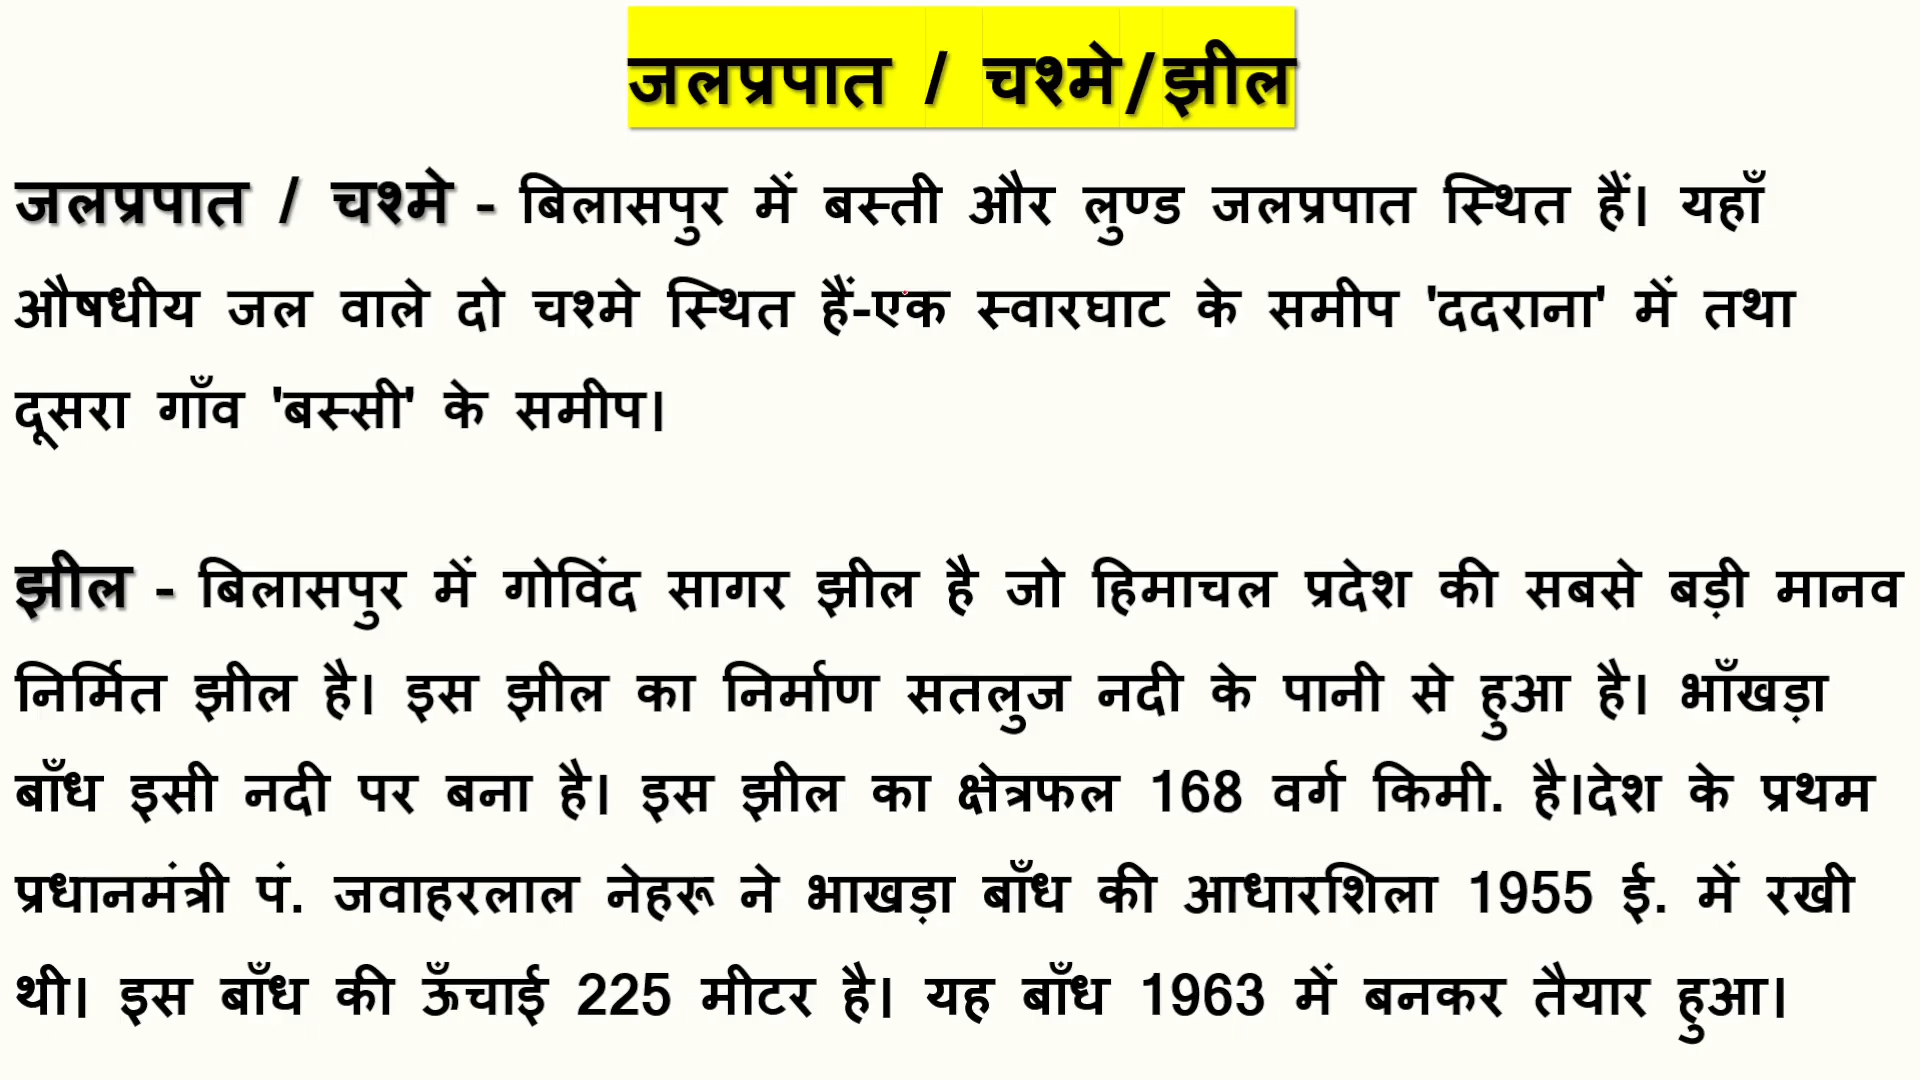 जलप्रपात / चश्मे/झील
जलप्रपात / चश्मे - बिलासपुर में बस्ती और लुण्ड जलप्रपात स्थित हैं। यहाँ
औषधीय जल वाले दो चश्मे स्थित हैं-एक स्वारघाट के समीप 'ददराना' में तथा
दूसरा गाँव 'बस्सी' के समीप।
झील - बिलासपुर में गोविंद सागर झील है जो हिमाचल प्रदेश की सबसे बड़ी मानव
निर्मित झील है। इस झील का निर्माण सतलुज नदी के पानी से हुआ है। भाँखड़ा
बाँध इसी नदी पर बना है। इस झील का क्षेत्रफल 168 वर्ग किमी. है।देश के प्रथम
प्रधानमंत्री पं. जवाहरलाल नेहरू ने भाखड़ा बाँध की आधारशिला 1955 ई. में रखी
थी। इस बाँध की ऊँचाई 225 मीटर है। यह बाँध 1963 में बनकर तैयार हुआ।